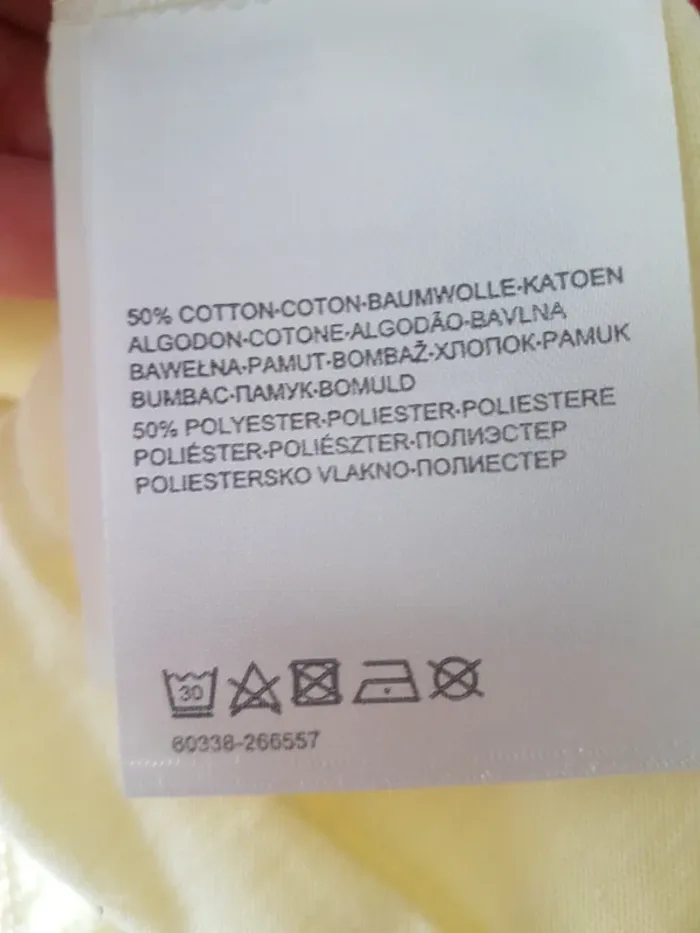 50% COTTON·COTON·BAUMWOLLE·KATOEN
ALGODON·COTONE·ALGODÃO·BAVLNA
BAWEŁNA·PAMUT·BOMBAŽ·ХЛОПОК·PAMUK
BUMBAC·ПАМУК·BOMULD
50% POLYESTER·POLIESTER·POLIESTERE
POLIÉSTER·POLIÉSZTER·ПОЛИЭСТЕР
POLIESTERSKO VLAKNO·ПОЛИЕСТЕР
30
60338-266557